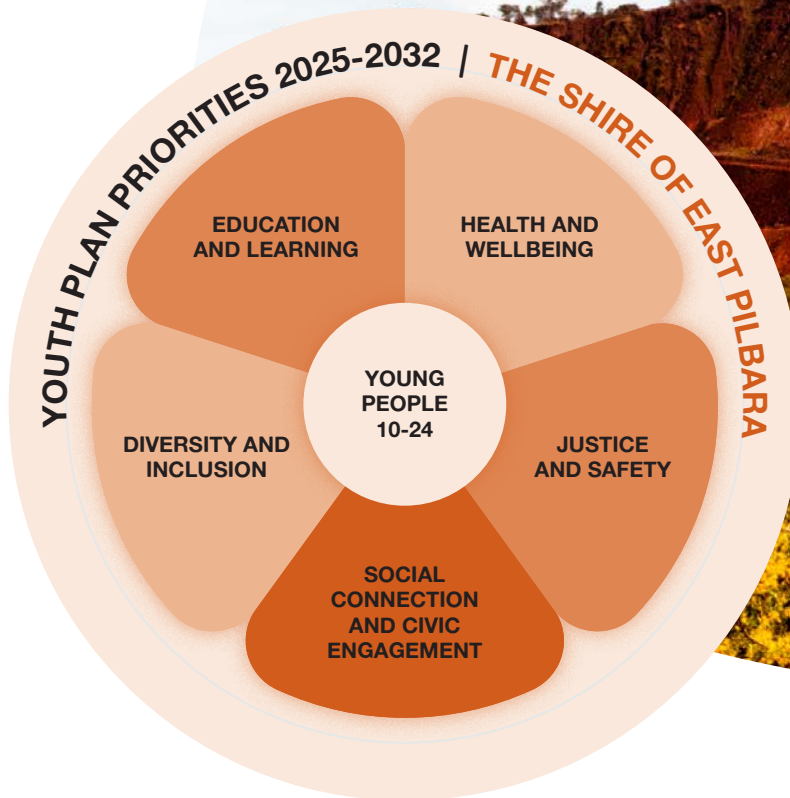 YOUTH PLAN PRIORITIES 2025-2032 | THE SHIRE OF EAST PILBARA
EDUCATION
AND LEARNING
HEALTH AND
WELLBEING
YOUNG
PEOPLE
10-24
DIVERSITY AND
INCLUSION
JUSTICE
AND SAFETY
SOCIAL
CONNECTION
AND CIVIC
ENGAGEMENT